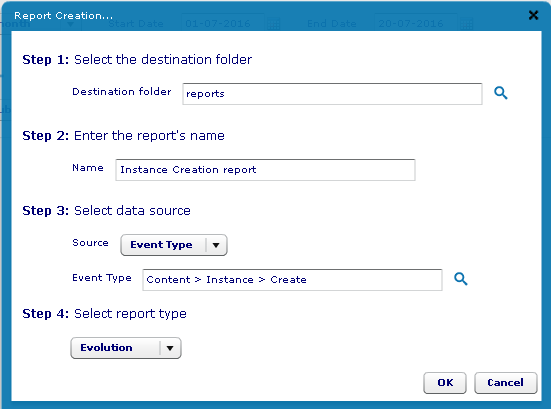 Report Creation...
Start Date 01-07-2016 End Date 20-07-2016
Step 1: Select the destination folder
Destination folder reports
Step 2: Enter the report's name
Name Instance Creation report
Step 3: Select data source
Source Event Type
Event Type Content > Instance > Create
Step 4: Select report type
Evolution
OK Cancel